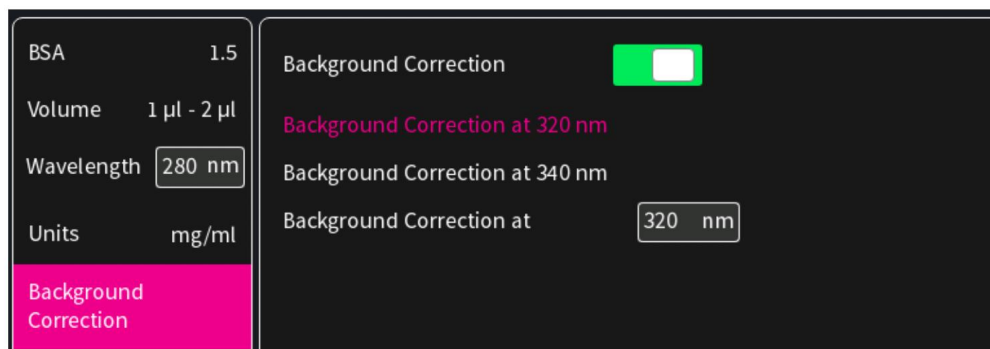 BSA 1.5
Volume 1 µl - 2 µl
Wavelength 280 nm
Units mg/ml
Background
Correction
Background Correction
Background Correction at 320 nm
Background Correction at 340 nm
Background Correction at 320 nm